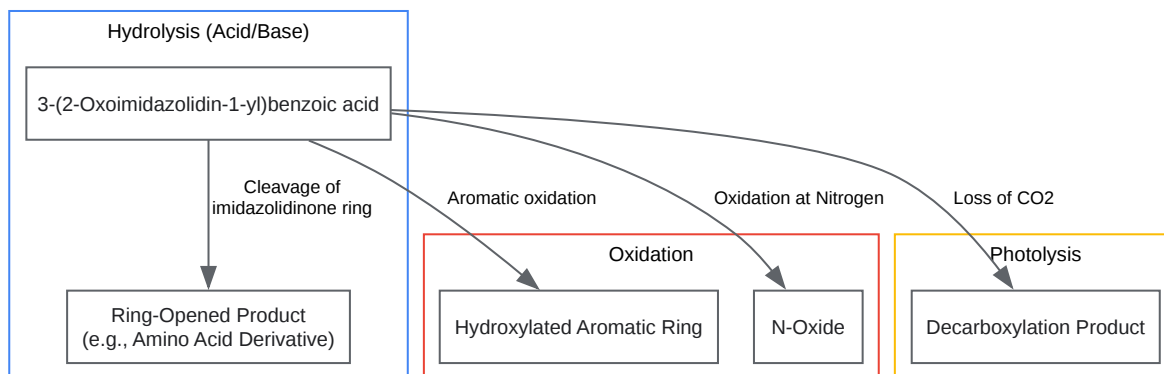 Hydrolysis (Acid/Base)
3-(2-Oxoimidazolidin-1-yl)benzoic acid
Cleavage of
imidazolidinone ring
Aromatic oxidation
Oxidation at Nitrogen
Loss of CO2
Oxidation
Photolysis
Ring-Opened Product
(e.g., Amino Acid Derivative)
Hydroxylated Aromatic Ring
N-Oxide
Decarboxylation Product